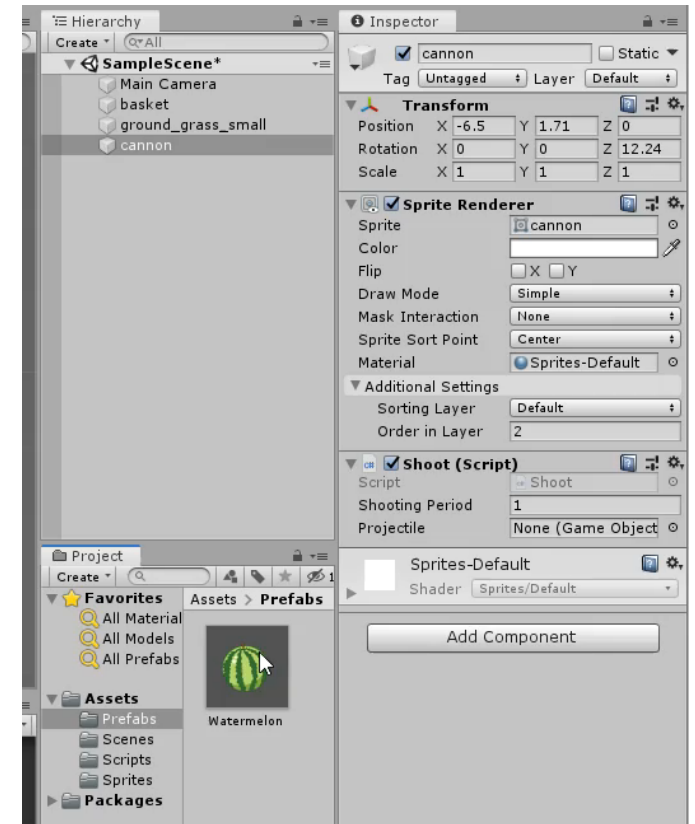 Hierarchy
Create
All
SampleScene*
Main Camera
basket
ground_grass_small
cannon
Inspector
cannon Static
Tag Untagged Layer Default
Transform
Position X -6.5 Y 1.71 Z 0
Rotation X 0 Y 0 Z 12.24
Scale X 1 Y 1 Z 1
Sprite Renderer
Sprite cannon
Color
Flip X Y
Draw Mode Simple
Mask Interaction None
Sprite Sort Point Center
Material Sprites-Default
Additional Settings
Sorting Layer Default
Order in Layer 2
Shoot (Script)
Script Shoot
Shooting Period 1
Projectile None (Game Object
Sprites-Default
Shader Sprites/Default
Add Component
Project
Create 1
Favorites
All Material
All Models
All Prefabs
Assets
Prefabs
Scenes
Scripts
Sprites
Packages
Assets > Prefabs
Watermelon